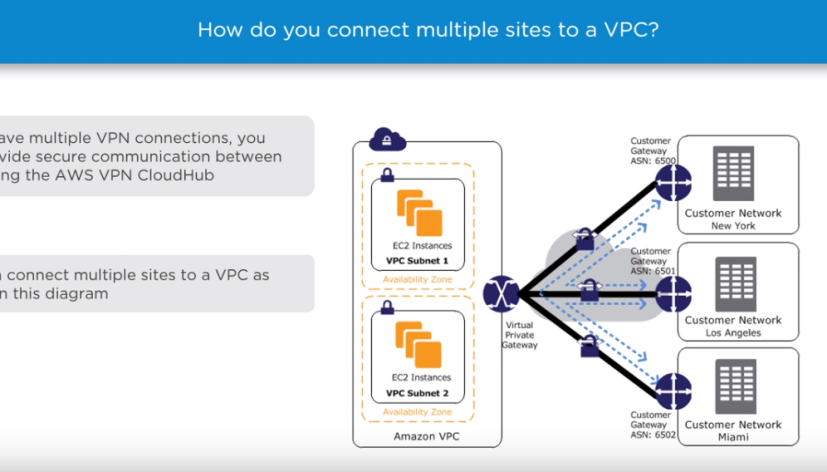 How do you connect multiple sites to a VPC?
ave multiple VPN connections, you
vide secure communication between
ng the AWS VPN CloudHub
connect multiple sites to a VPC as
n this diagram
EC2 Instances
VPC Subnet 1
Availability Zone
EC2 Instances
VPC Subnet 2
Availability Zone
Amazon VPC
Virtual
Private
Gateway
Customer
Gateway
ASN: 6500
Customer Network
New York
Customer
Gateway
ASN: 6501
Customer Network
Los Angeles
Customer
Gateway
ASN: 6502
Customer Network
Miami